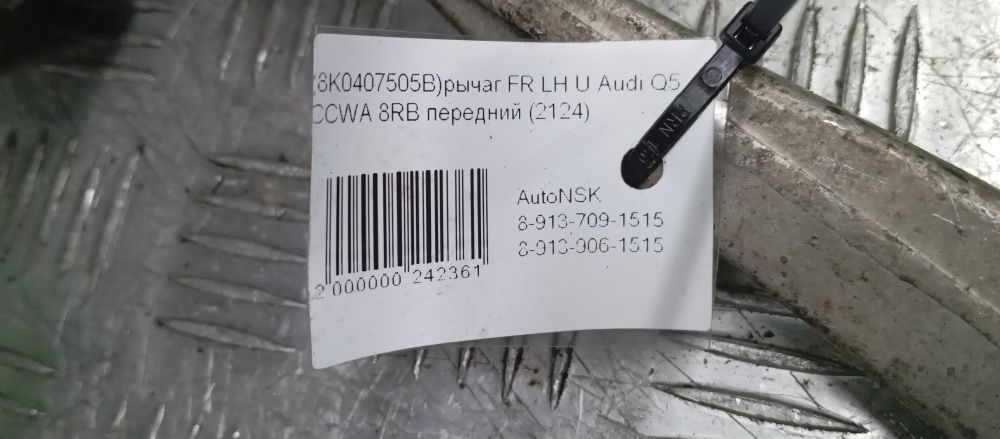 (8K0407505B)рычаг FR LH U Audi Q5
CCWA 8RB передний (2124)
AutoNSK
8-913-709-1515
8-913-906-1515
2 000000 242361
PRN